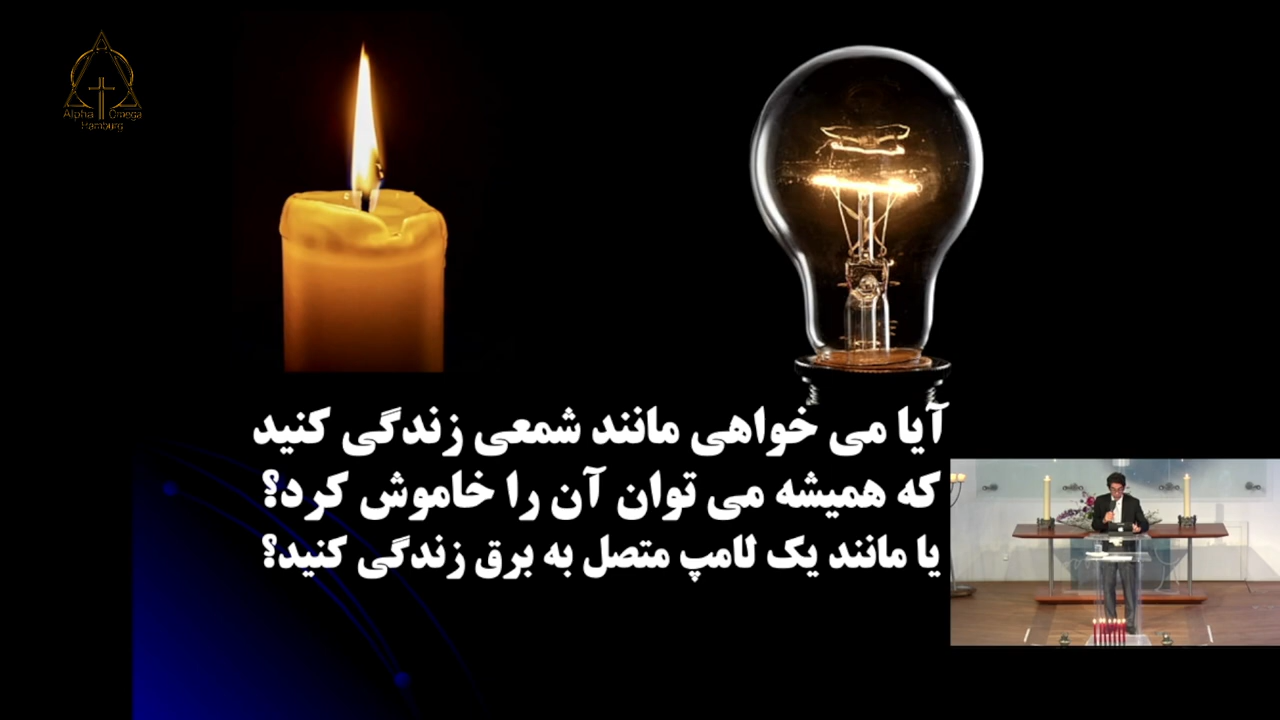 Alpha Omega
Hamburg
آیا می خواهی مانند شمعی زندگی کنید
که همیشه می توان آن را خاموش کرد؟
یا مانند یک لامپ متصل به برق زندگی کنید؟